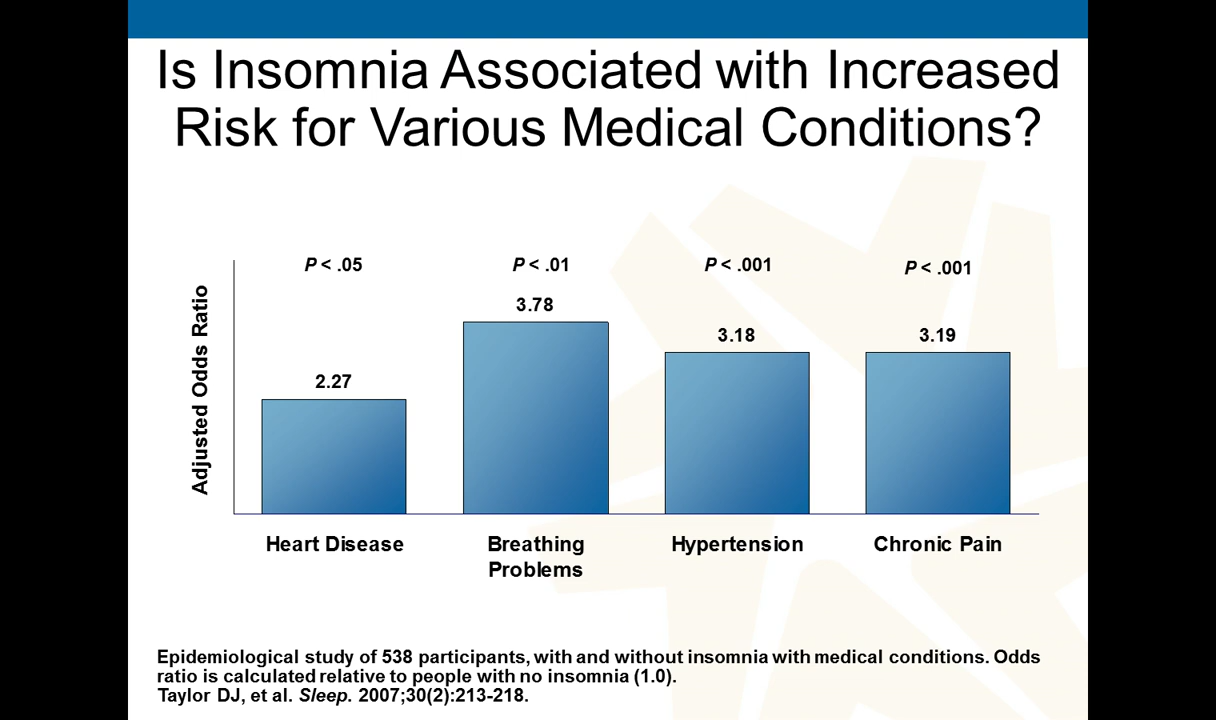 Is Insomnia Associated with Increased
Risk for Various Medical Conditions?
P < .05
P < .01
P < .001
P < .001
3.78
3.18
3.19
2.27
Adjusted Odds Ratio
Heart Disease
Breathing
Problems
Hypertension
Chronic Pain
Epidemiological study of 538 participants, with and without insomnia with medical conditions. Odds
ratio is calculated relative to people with no insomnia (1.0).
Taylor DJ, et al. Sleep. 2007;30(2):213-218.